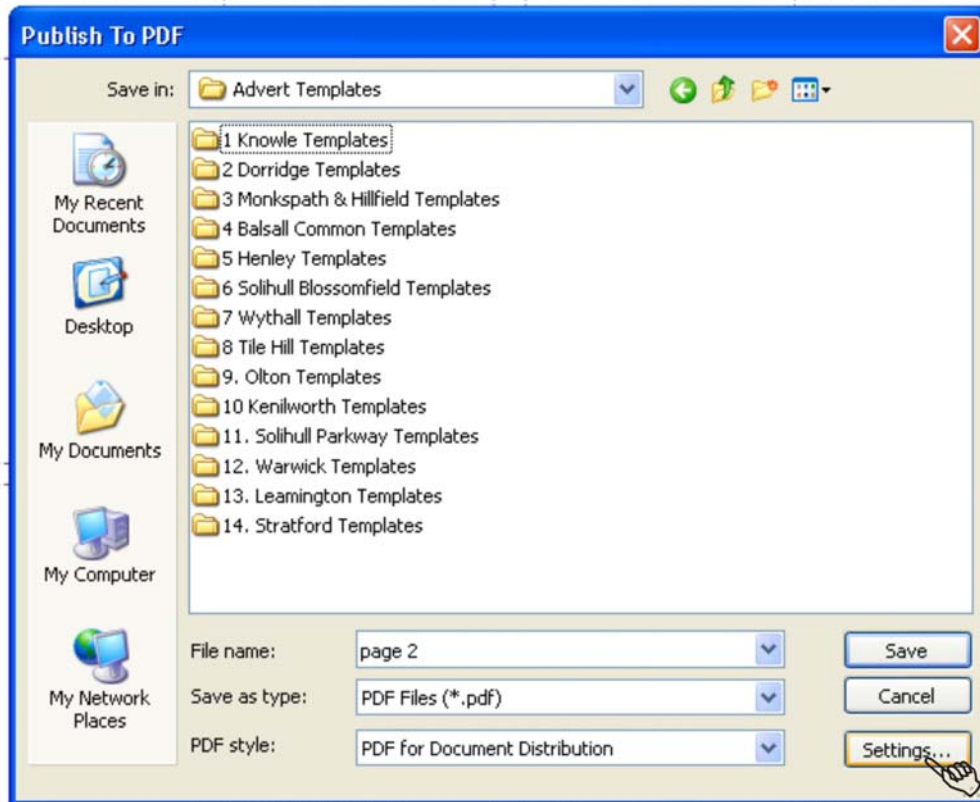 Publish To PDF
Save in:
Advert Templates
My Recent
Documents
Desktop
My Documents
My Computer
My Network
Places
1 Knowle Templates
2 Dorridge Templates
3 Monkspath & Hillfield Templates
4 Balsall Common Templates
5 Henley Templates
6 Solihull Blossomfield Templates
7 Wythall Templates
8 Tile Hill Templates
9. Olton Templates
10 Kenilworth Templates
11. Solihull Parkway Templates
12. Warwick Templates
13. Leamington Templates
14. Stratford Templates
File name:
page 2
Save
Save as type:
PDF Files (*.pdf)
Cancel
PDF style:
PDF for Document Distribution
Settings...